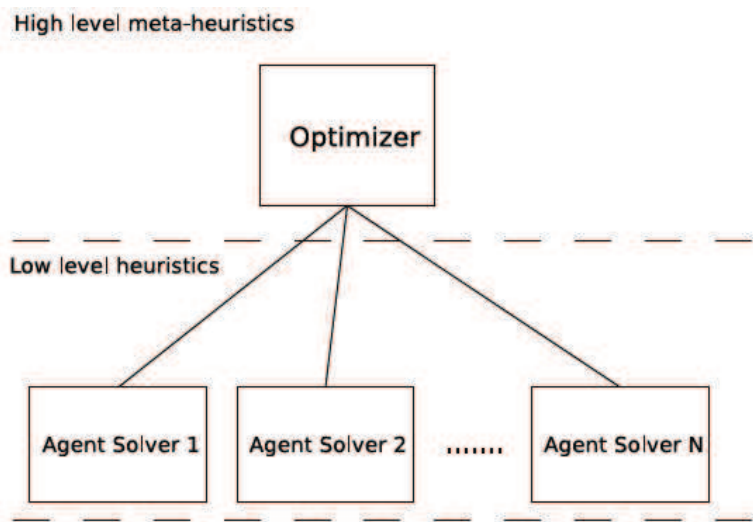 High level meta-heuristics
Optimizer
Low level heuristics
Agent Solver 1
Agent Solver 2
.......
Agent Solver N